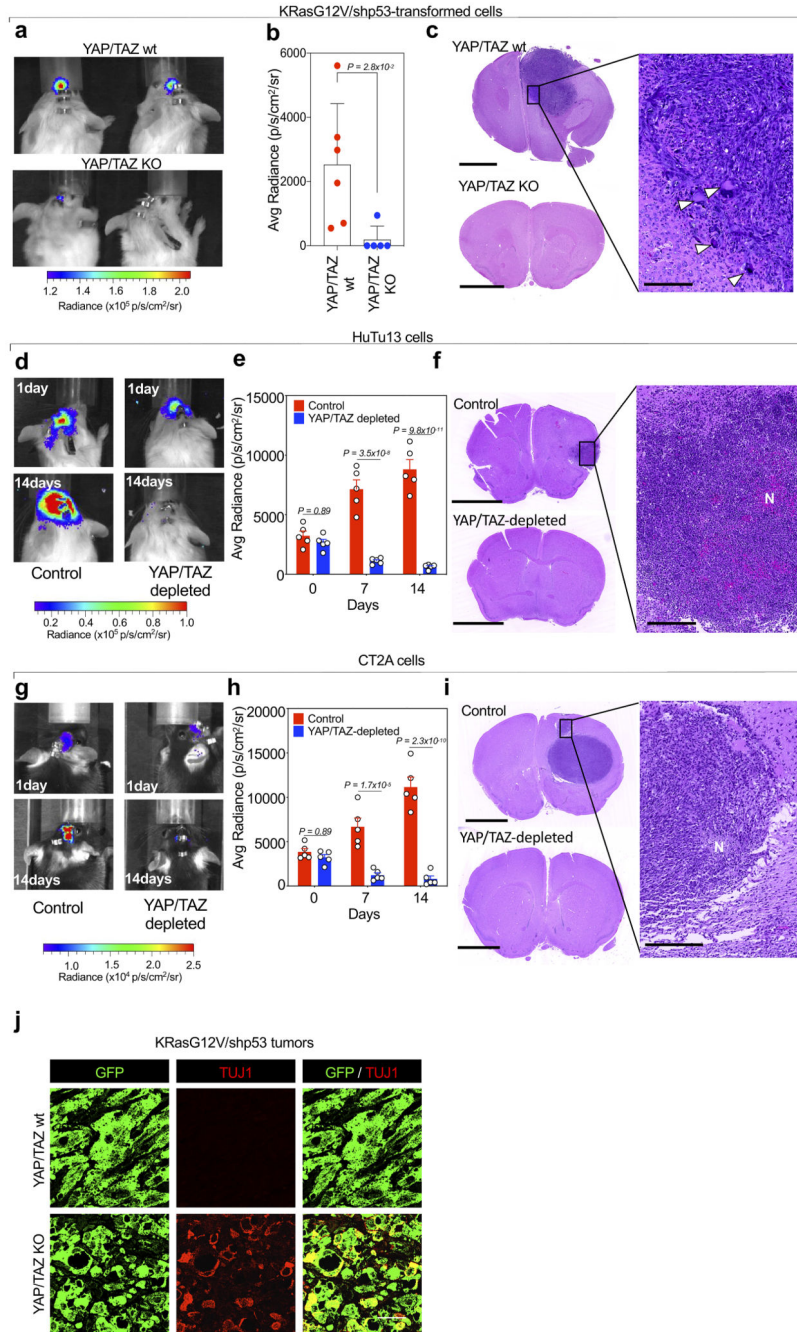 KRasG12V/shp53-transformed cells
a
YAP/TAZ wt
YAP/TAZ KO
1.2 1.4 1.6 1.8 2.0
Radiance (x10⁵ p/s/cm²/sr)
b
Avg Radiance (p/s/cm²/sr)
6000
4000
2000
0
P = 2.8x10⁻²
YAP/TAZ wt
YAP/TAZ KO
c
YAP/TAZ wt
YAP/TAZ KO
HuTu13 cells
d
1day
1day
14days
14days
Control
YAP/TAZ depleted
0.2 0.4 0.6 0.8 1.0
Radiance (x10⁵ p/s/cm²/sr)
e
Avg Radiance (p/s/cm²/sr)
15000
10000
5000
0
Control
YAP/TAZ depleted
P = 0.89
P = 3.5x10⁻⁸
P = 9.8x10⁻¹¹
0 7 14
Days
f
Control
YAP/TAZ-depleted
N
CT2A cells
g
1day
1day
14days
14days
Control
YAP/TAZ depleted
1.0 1.5 2.0 2.5
Radiance (x10⁴ p/s/cm²/sr)
h
Avg Radiance (p/s/cm²/sr)
20000
15000
10000
5000
0
Control
YAP/TAZ-depleted
P = 0.89
P = 1.7x10⁻⁵
P = 2.3x10⁻¹⁰
0 7 14
Days
i
Control
YAP/TAZ-depleted
N
j
KRasG12V/shp53 tumors
GFP
TUJ1
GFP / TUJ1
YAP/TAZ wt
YAP/TAZ KO